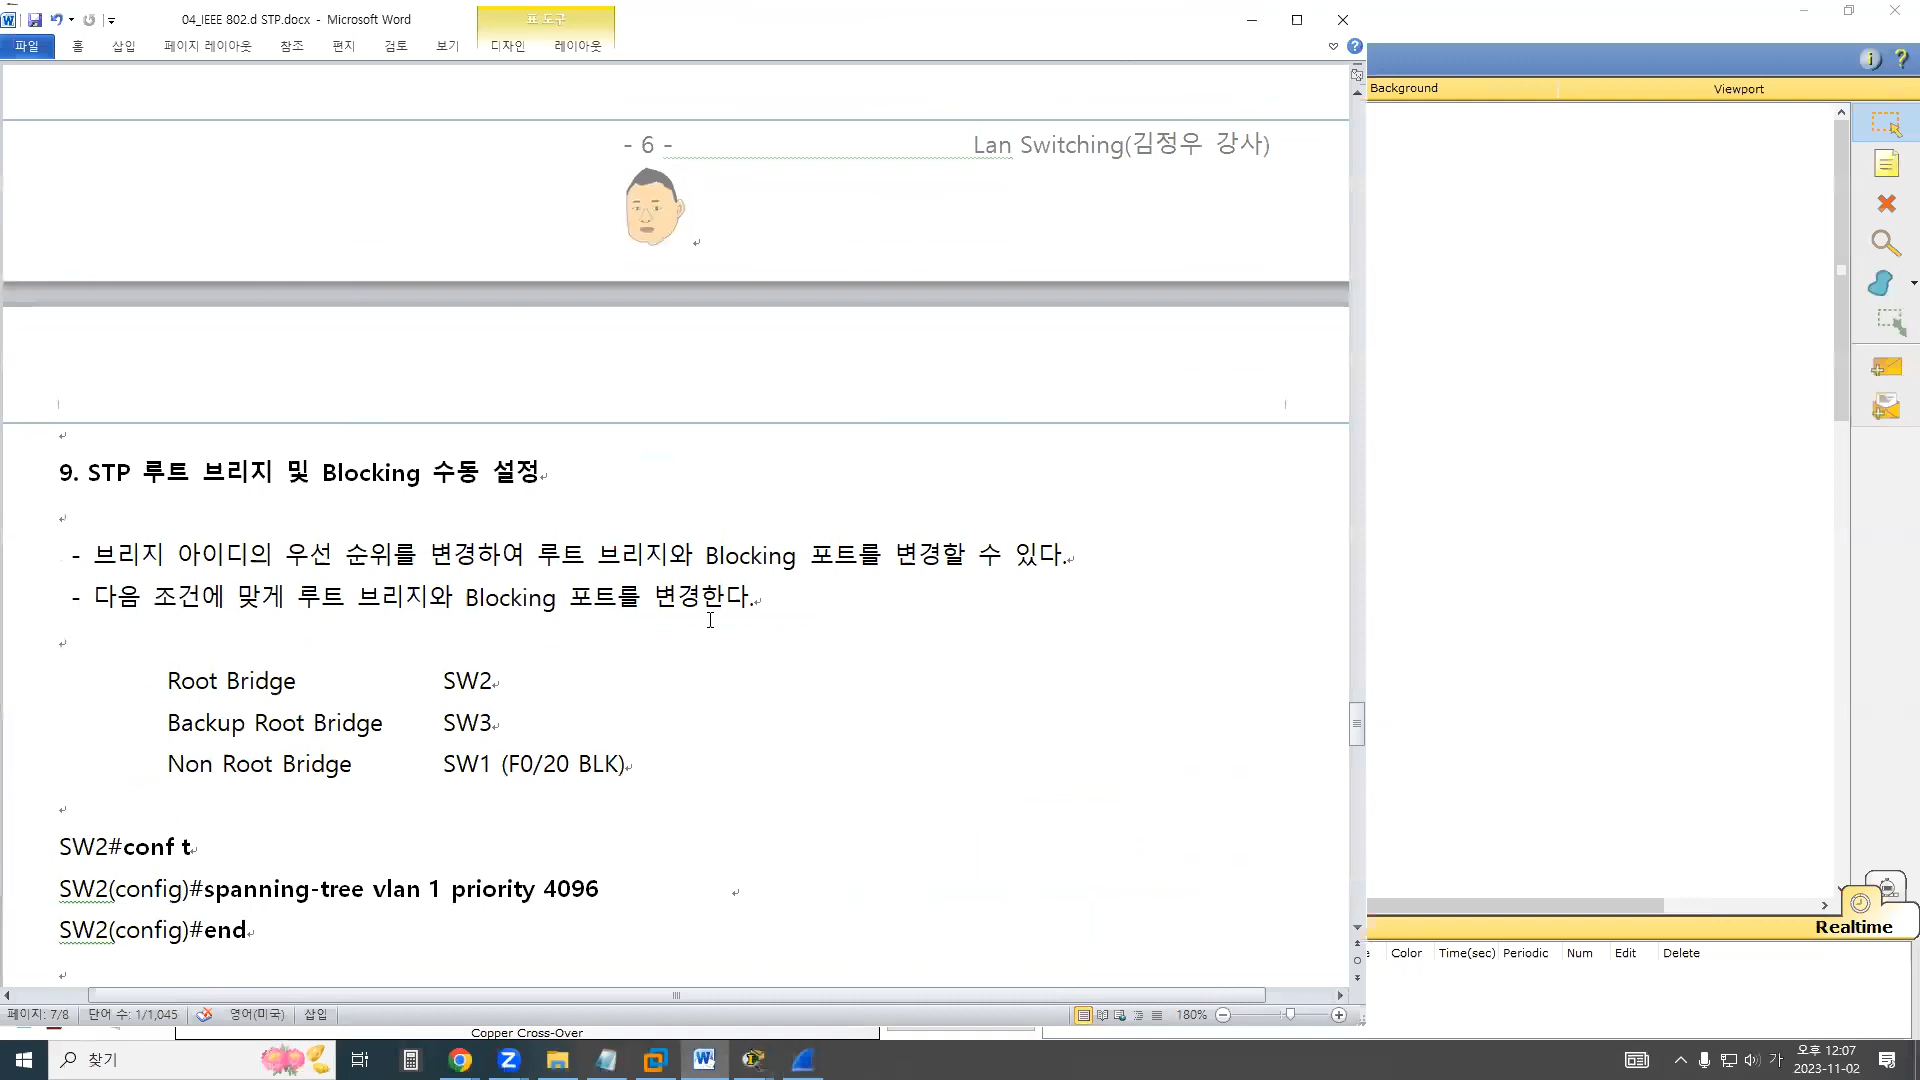 04_IEEE 802.d STP.docx - Microsoft Word
표 도구
파일 홈 삽입 페이지 레이아웃 참조 편지 검토 보기 디자인 레이아웃
Background Viewport
- 6 - Lan Switching(김정우 강사)
9. STP 루트 브리지 및 Blocking 수동 설정
- 브리지 아이디의 우선 순위를 변경하여 루트 브리지와 Blocking 포트를 변경할 수 있다.
- 다음 조건에 맞게 루트 브리지와 Blocking 포트를 변경한다.
Root Bridge SW2
Backup Root Bridge SW3
Non Root Bridge SW1 (F0/20 BLK)
SW2#conf t
SW2(config)#spanning-tree vlan 1 priority 4096
SW2(config)#end
Realtime
Color Time(sec) Periodic Num Edit Delete
페이지: 7/8 단어 수: 1/1,045 영어(미국) 삽입 180%
Copper Cross-Over
찾기
가 오후 12:07
2023-11-02